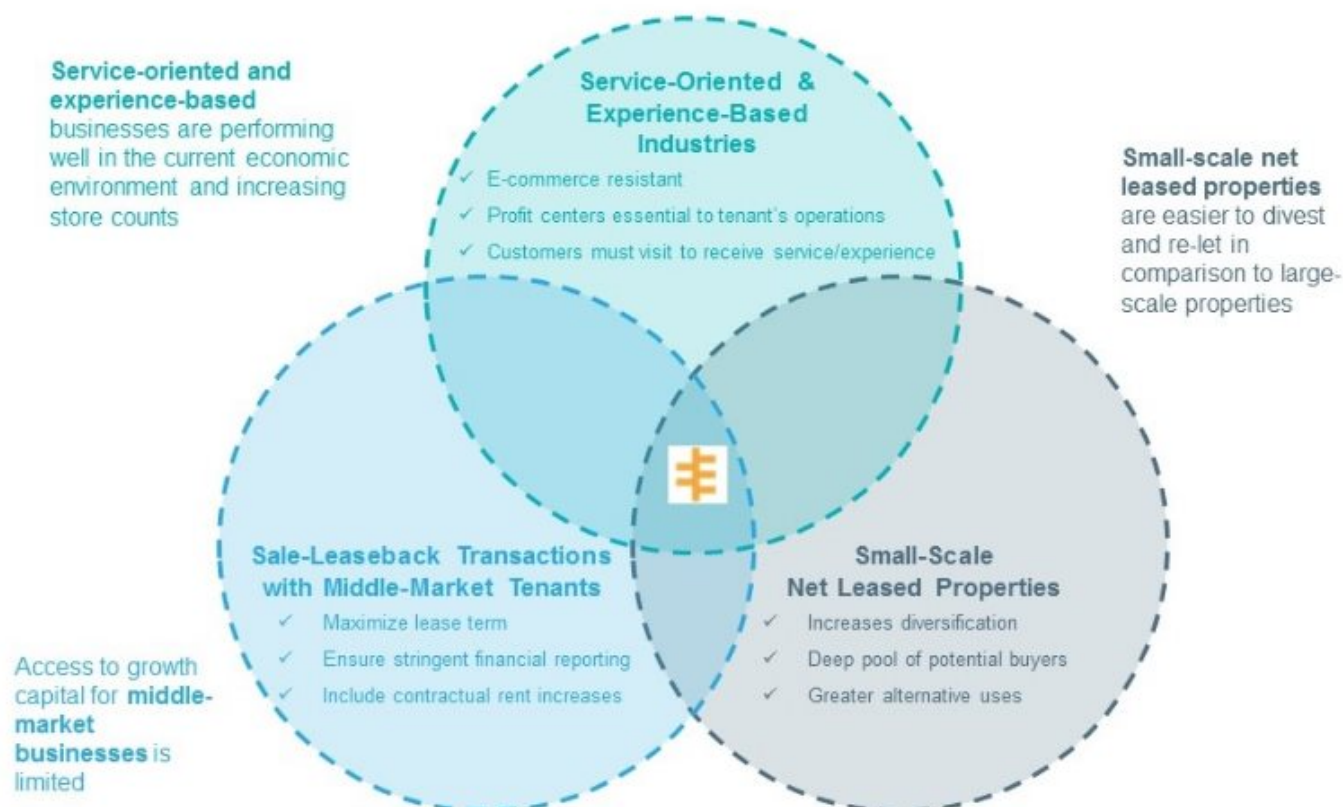 Service-oriented and
experience-based
businesses are performing
well in the current economic
environment and increasing
store counts
Service-Oriented &
Experience-Based
Industries
✓ E-commerce resistant
✓ Profit centers essential to tenant's operations
✓ Customers must visit to receive service/experience
Small-scale net
leased properties
are easier to divest
and re-let in
comparison to large-
scale properties
Sale-Leaseback Transactions
with Middle-Market Tenants
✓ Maximize lease term
✓ Ensure stringent financial reporting
✓ Include contractual rent increases
Small-Scale
Net Leased Properties
✓ Increases diversification
✓ Deep pool of potential buyers
✓ Greater alternative uses
Access to growth
capital for middle-
market
businesses is
limited